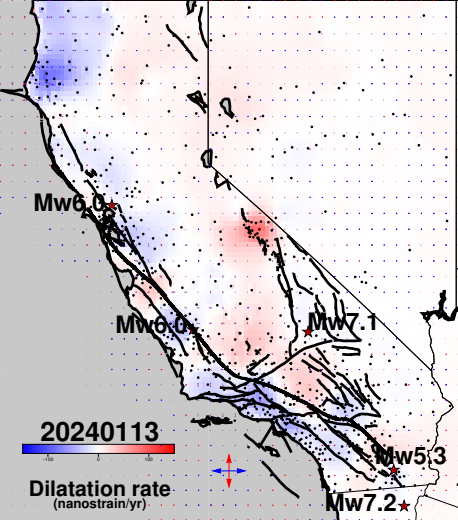 Mw6.0
Mw6.0
Mw7.1
20240113
-100 0 100
Mw5.3
Dilatation rate
(nanostrain/yr)
Mw7.2